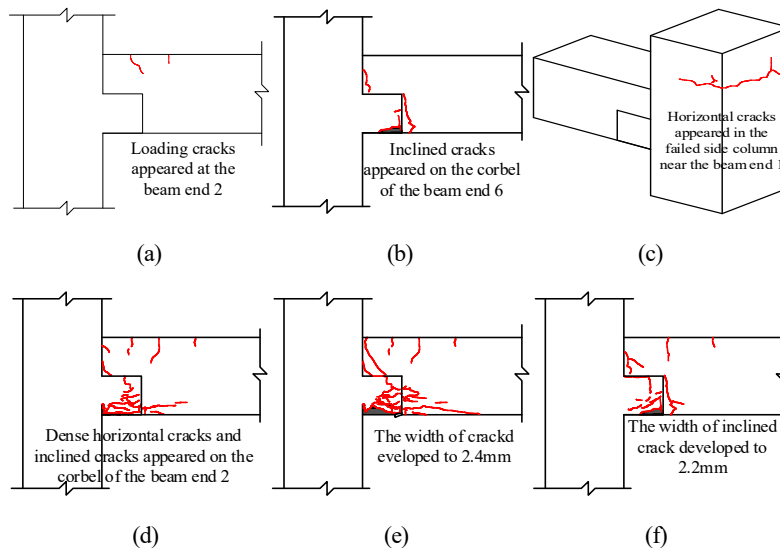 Loading cracks
appeared at the
beam end 2
(a)
Inclined cracks
appeared on the corbel
of the beam end 6
(b)
Horizontal cracks
appeared in the
failed side column
near the beam end 1
(c)
Dense horizontal cracks and
inclined cracks appeared on the
corbel of the beam end 2
(d)
The width of crackd
eveloped to 2.4mm
(e)
The width of inclined
crack developed to
2.2mm
(f)